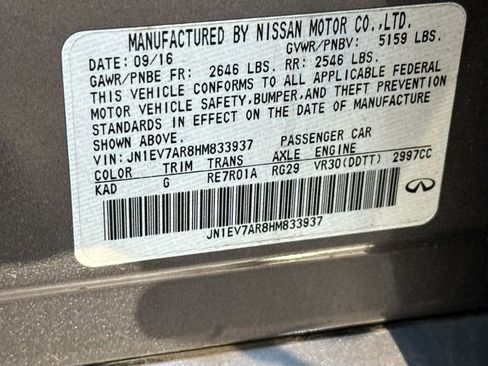 MANUFACTURED BY NISSAN MOTOR CO.,LTD.
DATE: 09/16 GVWR/PNBV: 5159 LBS.
GAWR/PNBE FR: 2646 LBS. RR: 2546 LBS.
THIS VEHICLE CONFORMS TO ALL APPLICABLE FEDERAL
MOTOR VEHICLE SAFETY,BUMPER,AND THEFT PREVENTION
STANDARDS IN EFFECT ON THE DATE OF MANUFACTURE
SHOWN ABOVE.
VIN: JN1EV7AR8HM833937 PASSENGER CAR
COLOR TRIM TRANS AXLE ENGINE
KAD G RE7R01A RG29 VR30(DDTT) 2997CC
JN1EV7AR8HM833937